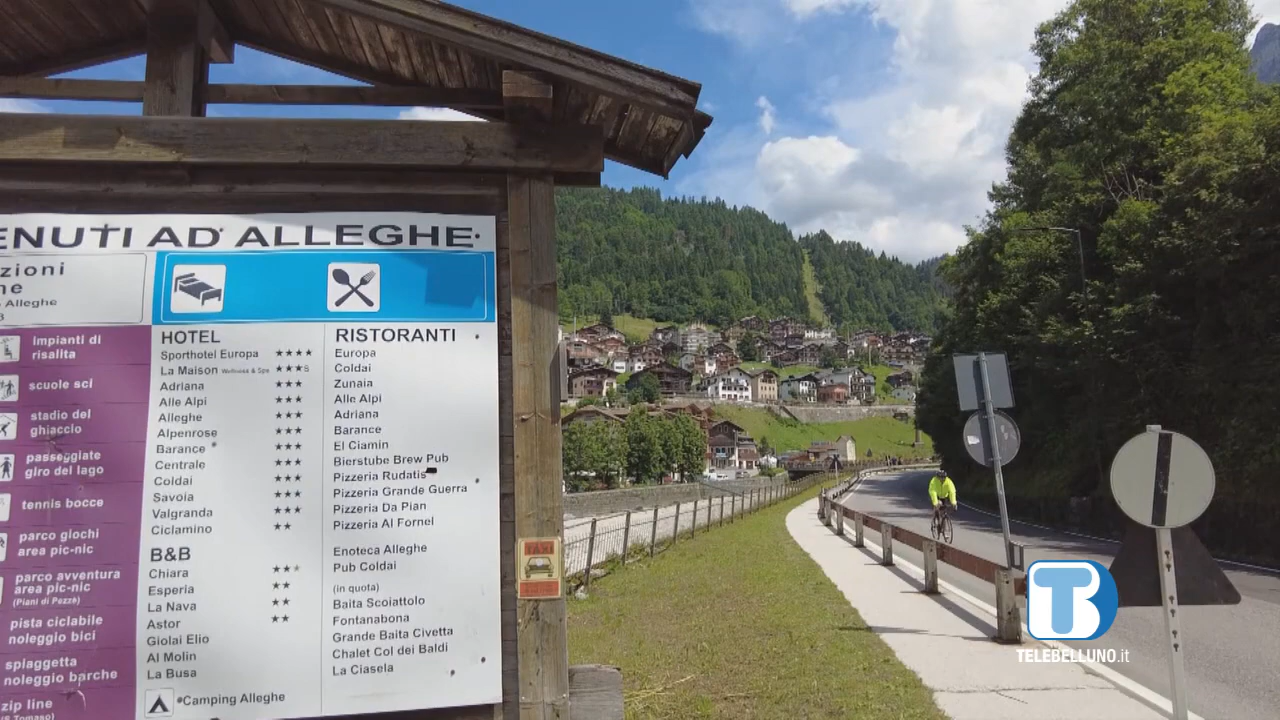 ENUTI AD ALLEGHE
zioni
ne
Alleghe
Impianti di
risalita
scuole sci
stadio del
ghiaccio
passeggiate
giro del lago
tennis bocce
parco giochi
area pic-nic
parco avventura
area pic-nic
(Piani di Pezzè)
pista ciclabile
noleggio bici
spiaggetta
noleggio barche
zip line
(S.Tomaso)
HOTEL
Sporthotel Europa ★★★★
La Maison Wellness & Spa ★★★S
Adriana ★★★
Alle Alpi ★★★
Alleghe ★★★
Alpenrose ★★★
Barance ★★★
Centrale ★★★
Coldai ★★★
Savoia ★★★
Valgranda ★★★
Ciclamino ★★
B&B
Chiara ★★★
Esperia ★★
La Nava ★★
Astor ★★
Giolai Elio
Al Molin
La Busa
Camping Alleghe
RISTORANTI
Europa
Coldai
Zunaia
Alle Alpi
Adriana
Barance
El Ciamin
Bierstube Brew Pub
Pizzeria Rudatis
Pizzeria Grande Guerra
Pizzeria Da Pian
Pizzeria Al Fornel
Enoteca Alleghe
Pub Coldai
(in quota)
Baita Scoiattolo
Fontanabona
Grande Baita Civetta
Chalet Col dei Baldi
La Ciasela
TAXI
TB
TELEBELLUNO.it